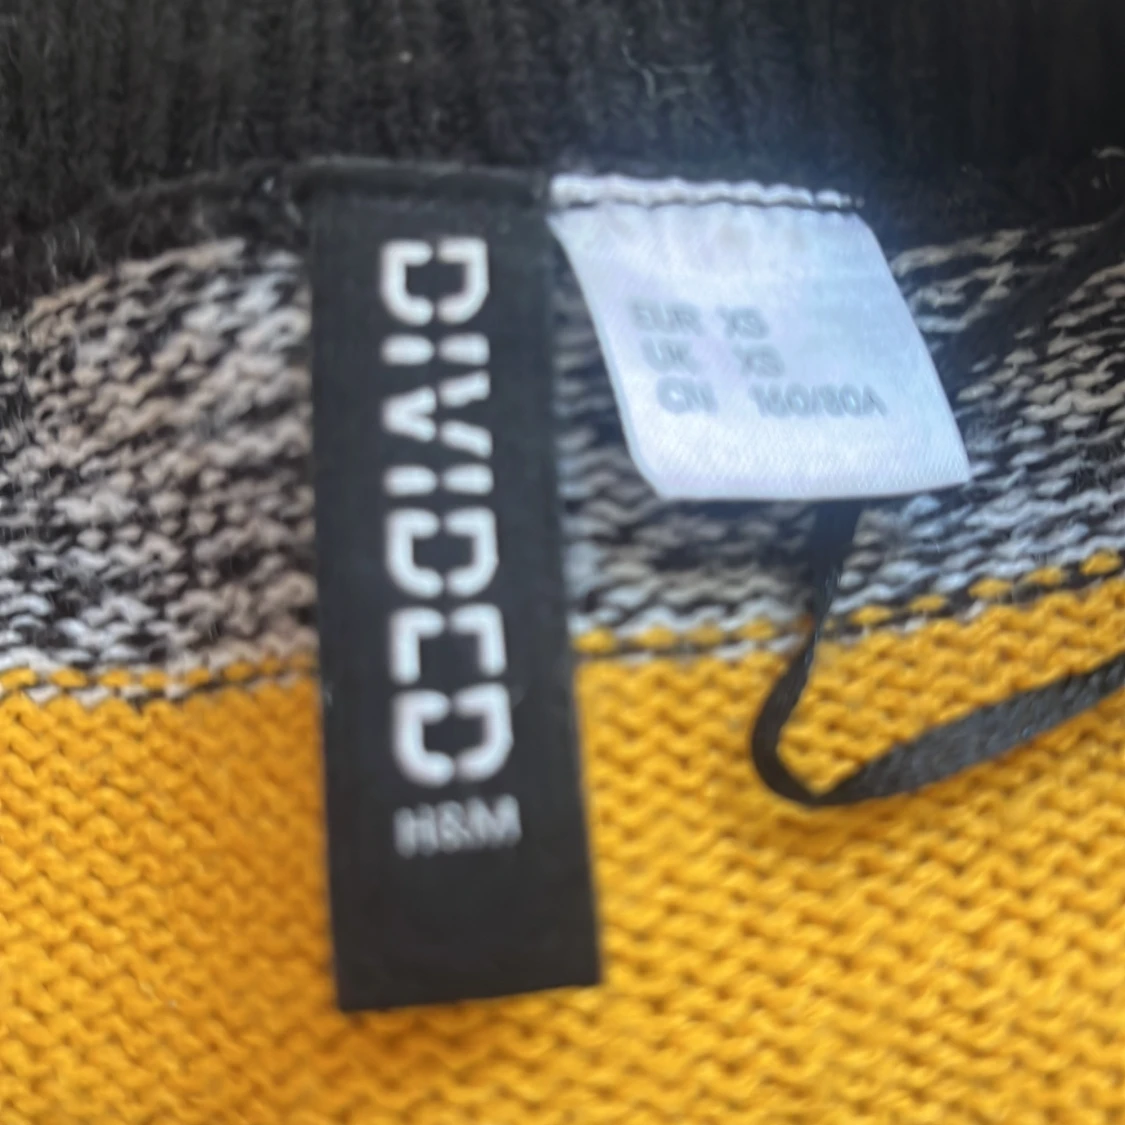 DIVIDED
H&M
EUR XS
UK XS
CN 160/80A